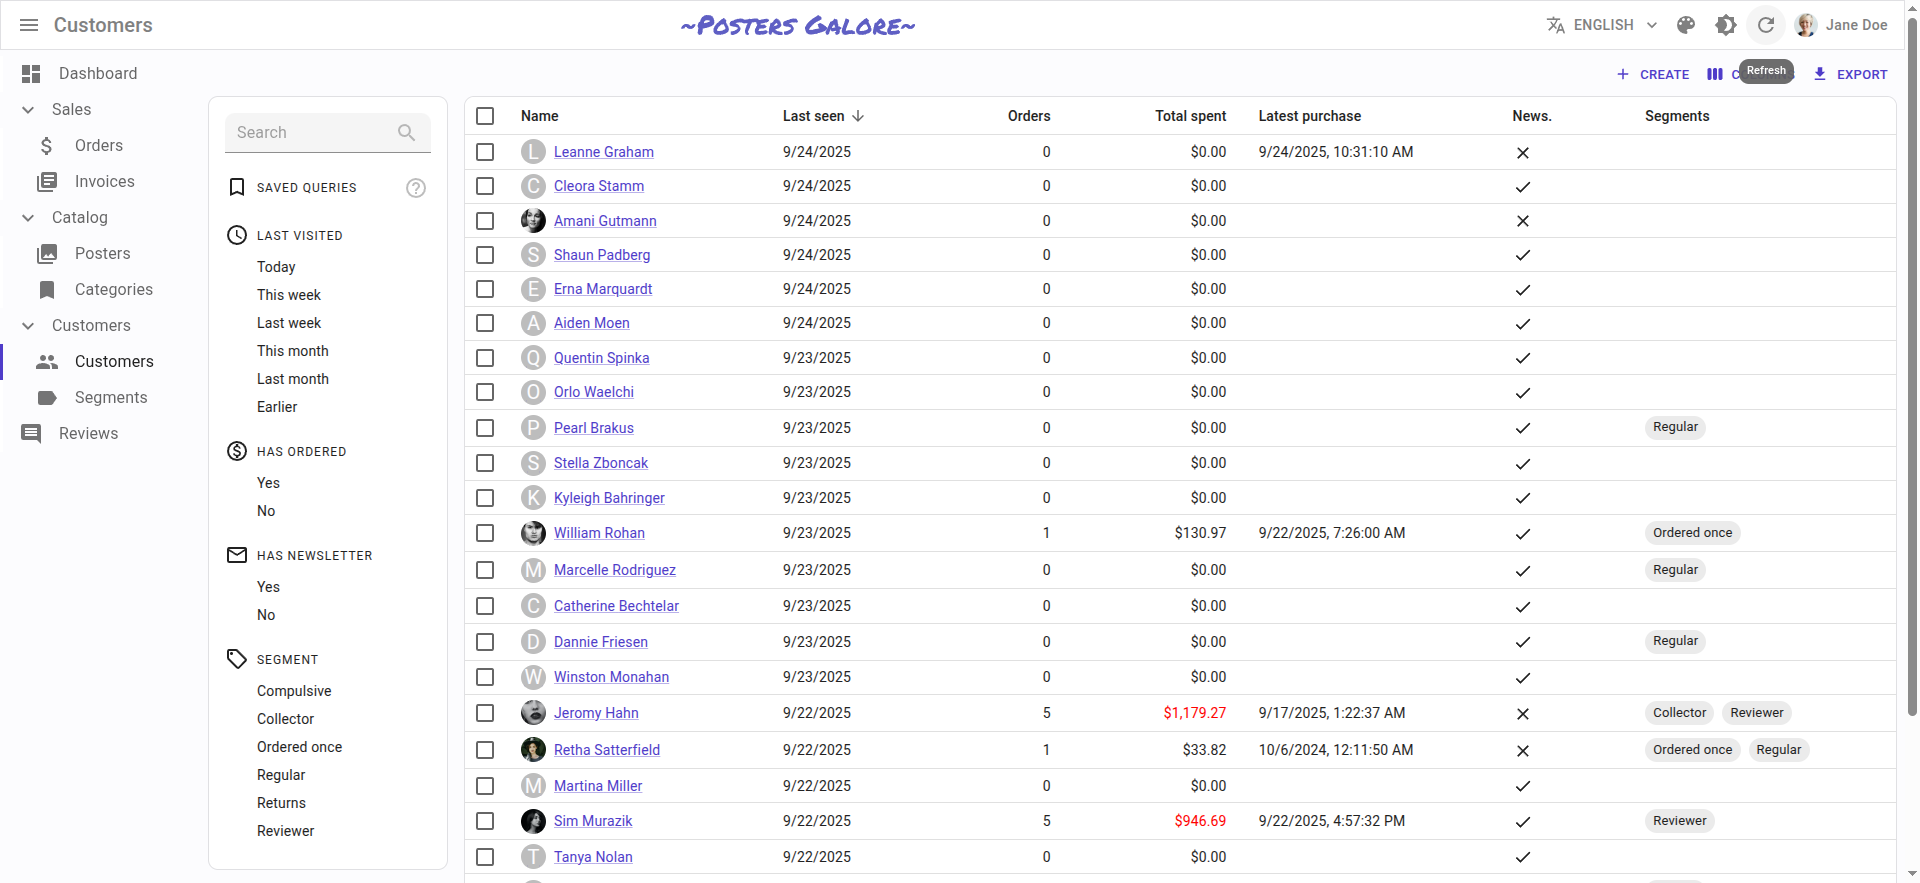 Customers
~Posters Galore~
ENGLISH
Jane Doe
Refresh
CREATE
EXPORT
Dashboard
Sales
Orders
Invoices
Catalog
Posters
Categories
Customers
Customers
Segments
Reviews
Search
SAVED QUERIES
LAST VISITED
Today
This week
Last week
This month
Last month
Earlier
HAS ORDERED
Yes
No
HAS NEWSLETTER
Yes
No
SEGMENT
Compulsive
Collector
Ordered once
Regular
Returns
Reviewer
Name Last seen Orders Total spent Latest purchase News. Segments
L Leanne Graham 9/24/2025 0 $0.00 9/24/2025, 10:31:10 AM
C Cleora Stamm 9/24/2025 0 $0.00
Amani Gutmann 9/24/2025 0 $0.00
S Shaun Padberg 9/24/2025 0 $0.00
E Erna Marquardt 9/24/2025 0 $0.00
A Aiden Moen 9/24/2025 0 $0.00
Q Quentin Spinka 9/23/2025 0 $0.00
O Orlo Waelchi 9/23/2025 0 $0.00
P Pearl Brakus 9/23/2025 0 $0.00 Regular
S Stella Zboncak 9/23/2025 0 $0.00
K Kyleigh Bahringer 9/23/2025 0 $0.00
William Rohan 9/23/2025 1 $130.97 9/22/2025, 7:26:00 AM Ordered once
M Marcelle Rodriguez 9/23/2025 0 $0.00 Regular
C Catherine Bechtelar 9/23/2025 0 $0.00
D Dannie Friesen 9/23/2025 0 $0.00 Regular
W Winston Monahan 9/23/2025 0 $0.00
Jeromy Hahn 9/22/2025 5 $1,179.27 9/17/2025, 1:22:37 AM Collector Reviewer
Retha Satterfield 9/22/2025 1 $33.82 10/6/2024, 12:11:50 AM Ordered once Regular
M Martina Miller 9/22/2025 0 $0.00
Sim Murazik 9/22/2025 5 $946.69 9/22/2025, 4:57:32 PM Reviewer
T Tanya Nolan 9/22/2025 0 $0.00